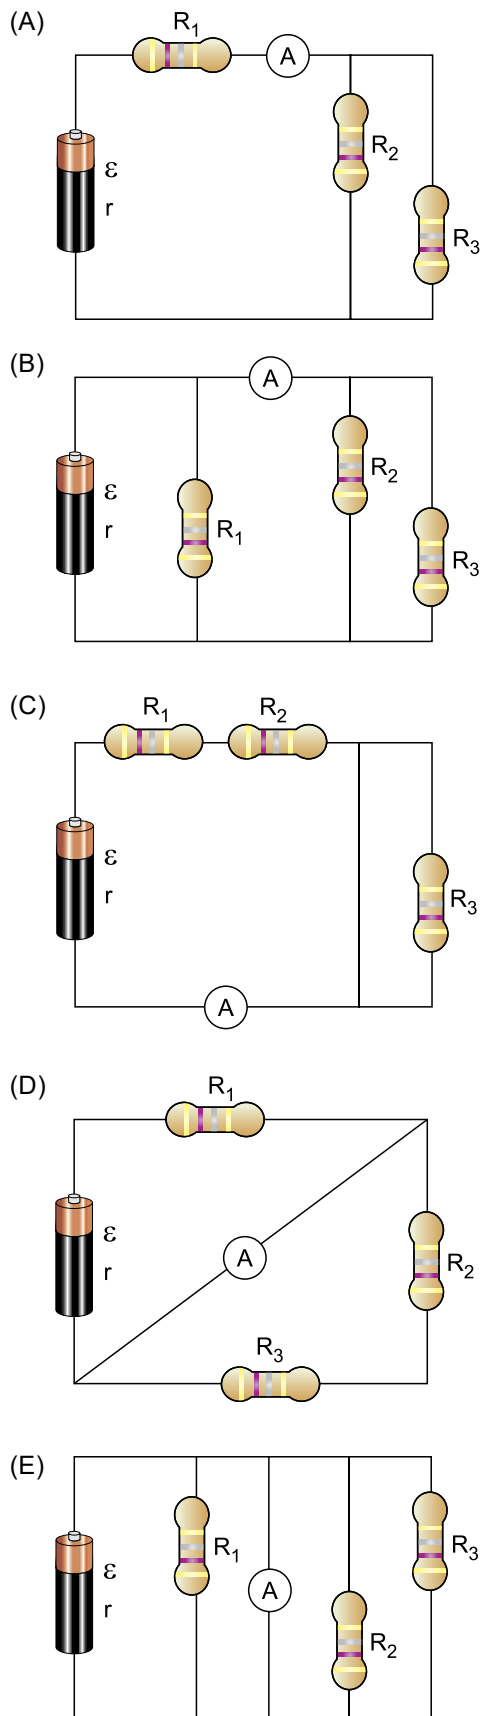 (A)
R1
A
ε
r
R2
R3
(B)
A
ε
r
R1
R2
R3
(C)
R1 R2
ε
r
R3
A
(D)
R1
ε
r
A
R2
R3
(E)
ε
r
R1
A
R2
R3